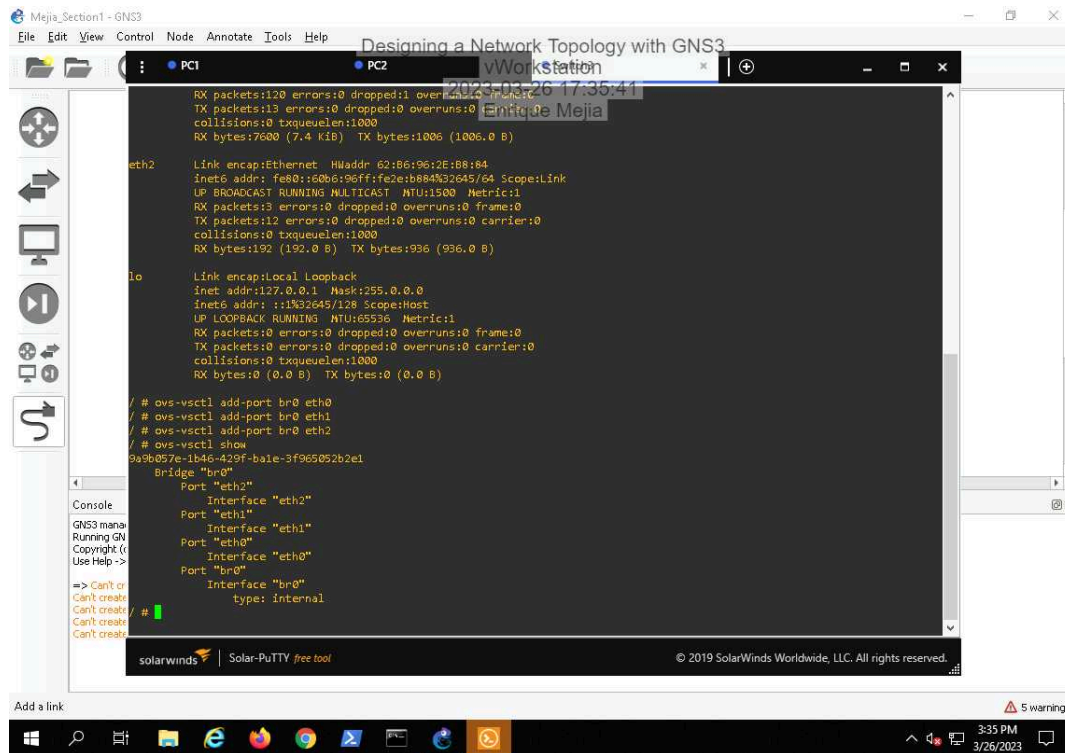 Mejia_Section1 - GNS3
File Edit View Control Node Annotate Tools Help
Designing a Network Topology with GNS3
vWorkstation
2023-03-26 17:35:41
Enrique Mejia
PC1 PC2
RX packets:120 errors:0 dropped:1 overruns:0 frame:0
TX packets:13 errors:0 dropped:0 overruns:0 carrier:0
collisions:0 txqueuelen:1000
RX bytes:7600 (7.4 KiB) TX bytes:1006 (1006.0 B)
eth2 Link encap:Ethernet HWaddr 62:B6:96:2E:B8:84
inet6 addr: fe80::60b6:96ff:fe2e:b884%32645/64 Scope:Link
UP BROADCAST RUNNING MULTICAST MTU:1500 Metric:1
RX packets:3 errors:0 dropped:0 overruns:0 frame:0
TX packets:12 errors:0 dropped:0 overruns:0 carrier:0
collisions:0 txqueuelen:1000
RX bytes:192 (192.0 B) TX bytes:936 (936.0 B)
lo Link encap:Local Loopback
inet addr:127.0.0.1 Mask:255.0.0.0
inet6 addr: ::1%32645/128 Scope:Host
UP LOOPBACK RUNNING MTU:65536 Metric:1
RX packets:0 errors:0 dropped:0 overruns:0 frame:0
TX packets:0 errors:0 dropped:0 overruns:0 carrier:0
collisions:0 txqueuelen:1000
RX bytes:0 (0.0 B) TX bytes:0 (0.0 B)
/ # ovs-vsctl add-port br0 eth0
/ # ovs-vsctl add-port br0 eth1
/ # ovs-vsctl add-port br0 eth2
/ # ovs-vsctl show
9a9b057e-1b46-429f-ba1e-3f965052b2e1
Bridge "br0"
Port "eth2"
Interface "eth2"
Port "eth1"
Interface "eth1"
Port "eth0"
Interface "eth0"
Port "br0"
Interface "br0"
type: internal
/ #
Console
GNS3 mana
Running GN
Copyright (c
Use Help ->
=> Can't cr
Can't create
Can't create
Can't create
Can't create
solarwinds Solar-PuTTY free tool © 2019 SolarWinds Worldwide, LLC. All rights reserved.
Add a link 5 warning
3:35 PM
3/26/2023